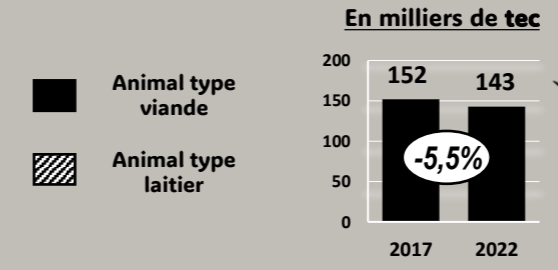 En milliers de tec
Animal type
viande
Animal type
laitier
200
150
100
50
0
152
143
-5,5%
2017
2022